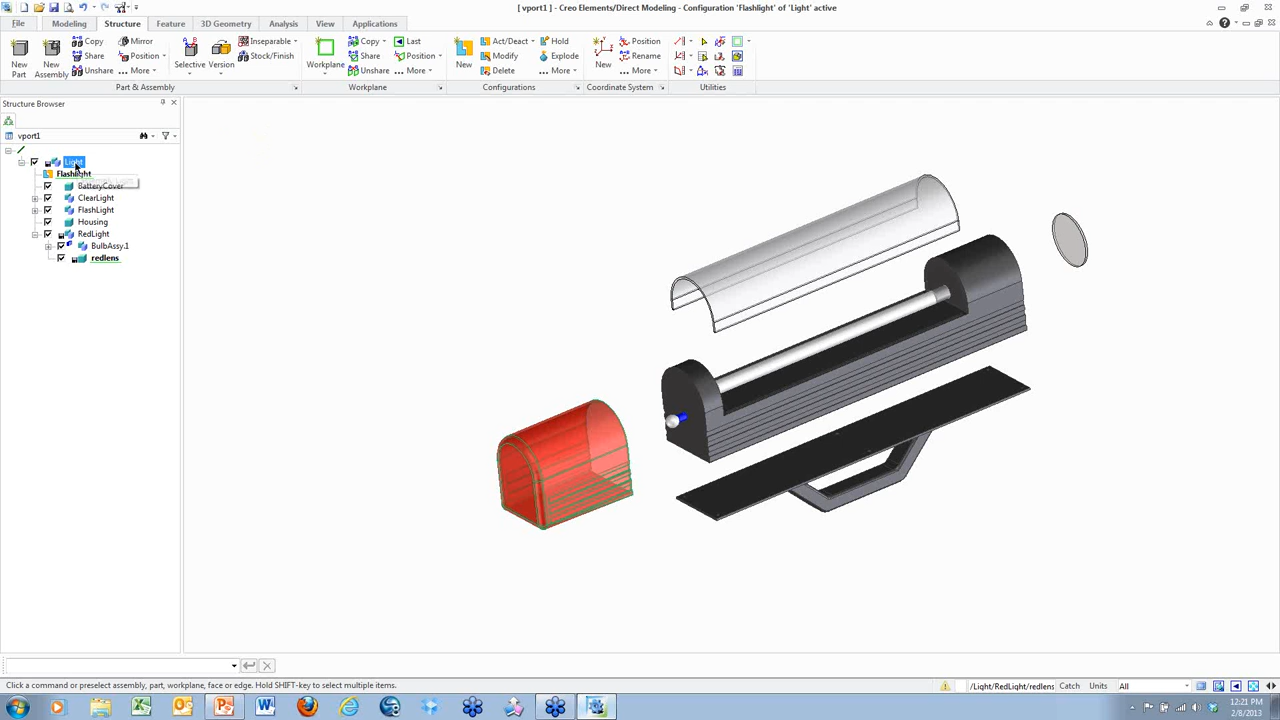 [ vport1 ] - Creo Elements/Direct Modeling - Configuration 'Flashlight' of 'Light' active
File Modeling Structure Feature 3D Geometry Analysis View Applications
New Part
New Assembly
Copy
Share
Unshare
Mirror
Position
More
Selective
Version
Inseparable
Stock/Finish
Part & Assembly
Workplane
Copy
Share
Unshare
Last
Position
More
Workplane
New
Act/Deact
Modify
Delete
Hold
Explode
More
Configurations
New
Position
Rename
More
Coordinate System
Utilities
Structure Browser
vport1
Light
Flashlight
BatteryCover
ClearLight
FlashLight
Housing
RedLight
BulbAssy.1
redlens
Click a command or preselect assembly, part, workplane, face or edge. Hold SHIFT-key to select multiple items.
/Light/RedLight/redlens Catch Units All
12:21 PM
2/8/2013